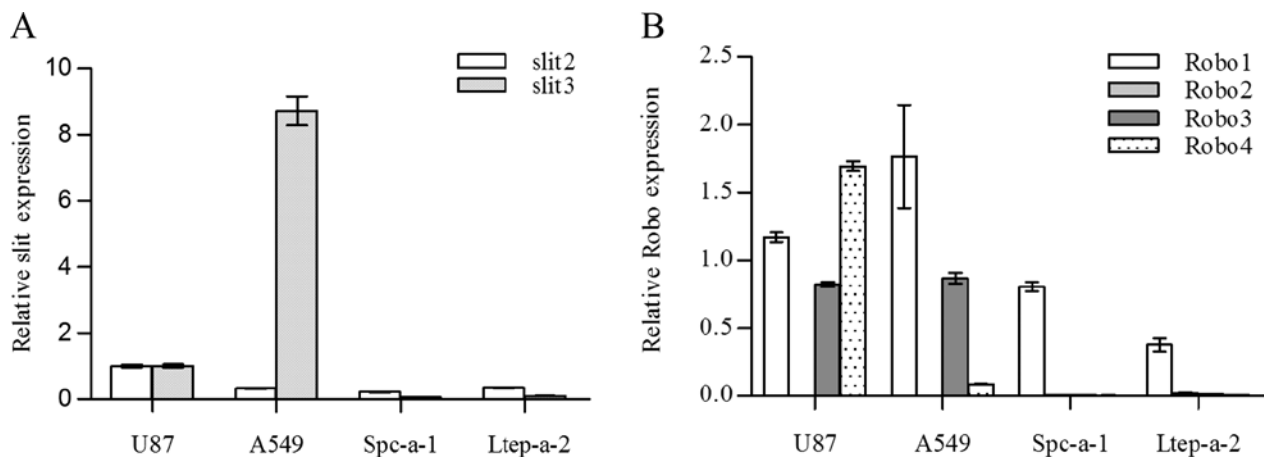 A
Relative slit expression
10
8
6
4
2
0
slit2
slit3
U87 A549 Spc-a-1 Ltep-a-2
B
Relative Robo expression
2.5
2.0
1.5
1.0
0.5
0.0
Robo1
Robo2
Robo3
Robo4
U87 A549 Spc-a-1 Ltep-a-2